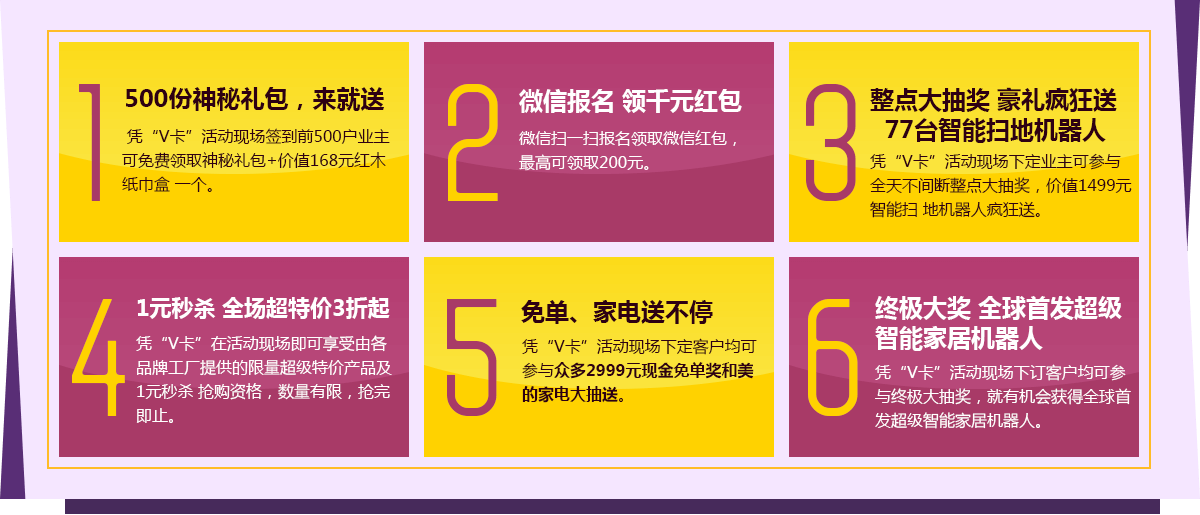 1
500份神秘礼包，来就送
凭“V卡”活动现场签到前500户业主
可免费领取神秘礼包+价值168元红木
纸巾盒 一个。
2
微信报名 领千元红包
微信扫一扫报名领取微信红包，
最高可领取200元。
3
整点大抽奖 豪礼疯狂送
77台智能扫地机器人
凭“V卡”活动现场下定业主可参与
全天不间断整点大抽奖，价值1499元
智能扫 地机器人疯狂送。
4
1元秒杀 全场超特价3折起
凭“V卡”在活动现场即可享受由各
品牌工厂提供的限量超级特价产品及
1元秒杀 抢购资格，数量有限，抢完
即止。
5
免单、家电送不停
凭“V卡”活动现场下定客户均可
参与众多2999元现金免单奖和美
的家电大抽送。
6
终极大奖 全球首发超级
智能家居机器人
凭“V卡”活动现场下订客户均可参
与终极大抽奖，就有机会获得全球首
发超级智能家居机器人。